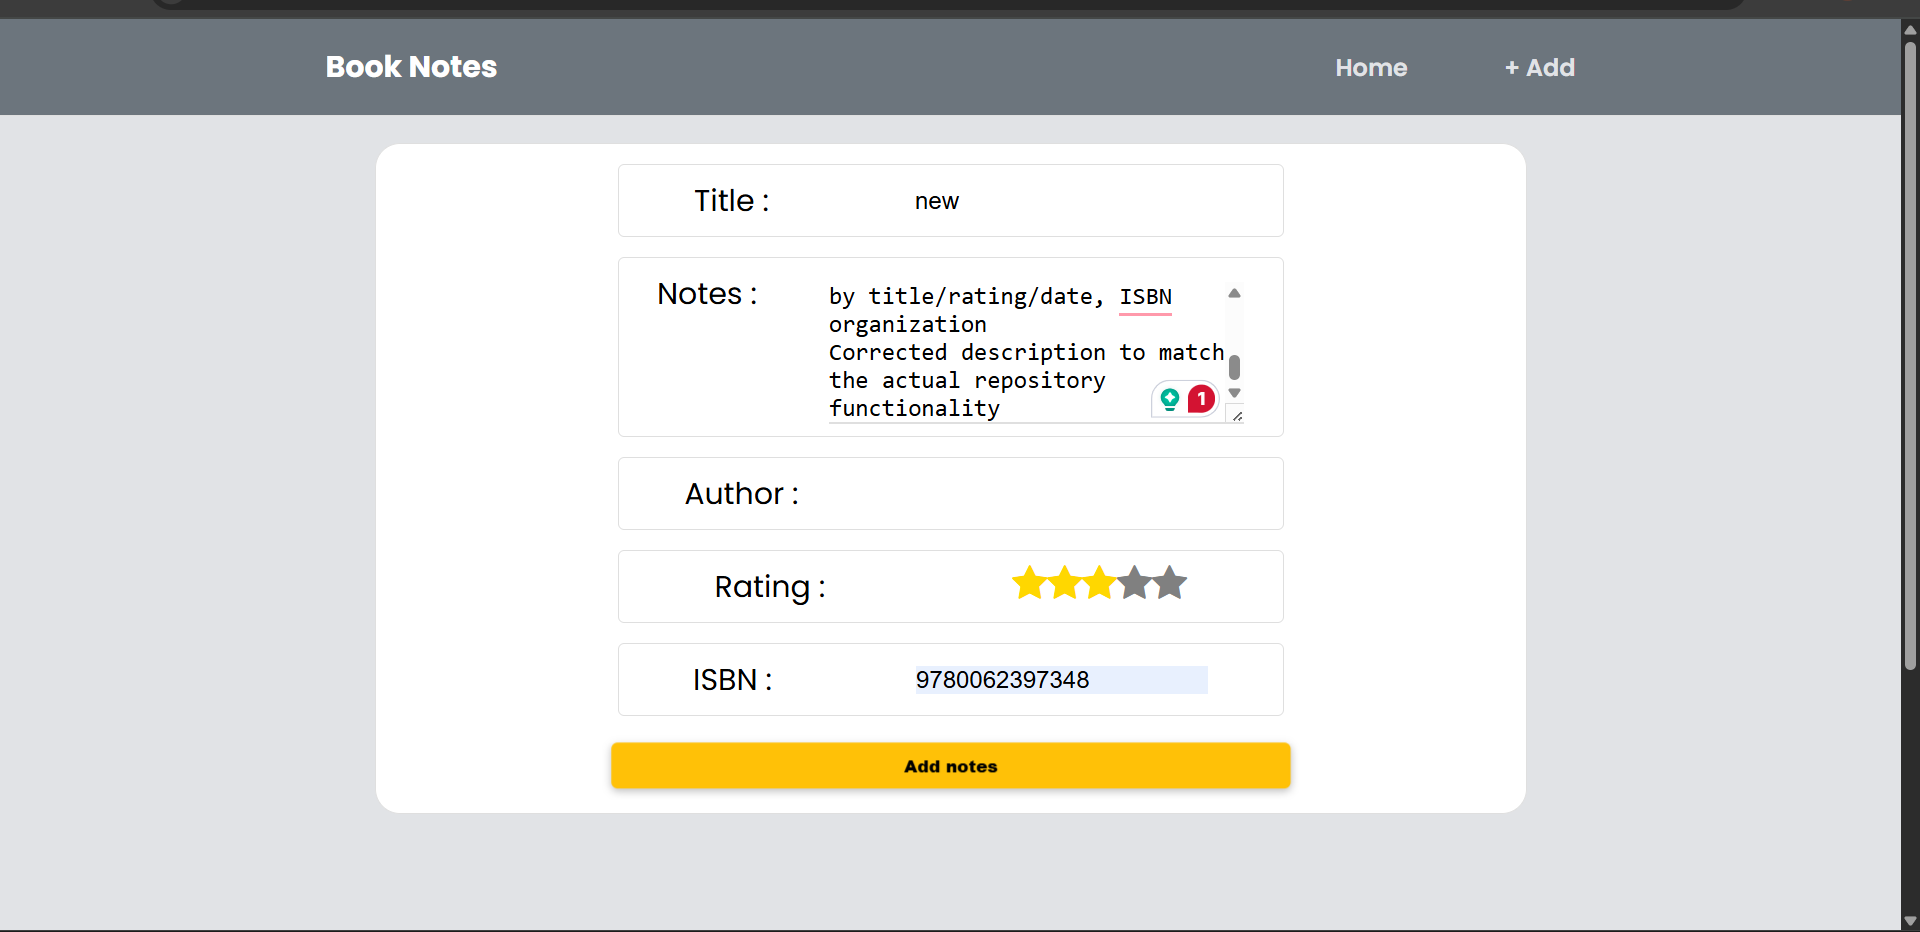 Book Notes
Home
+ Add
Title :
new
Notes :
by title/rating/date, ISBN
organization
Corrected description to match
the actual repository
functionality
1
Author :
Rating :
ISBN :
9780062397348
Add notes